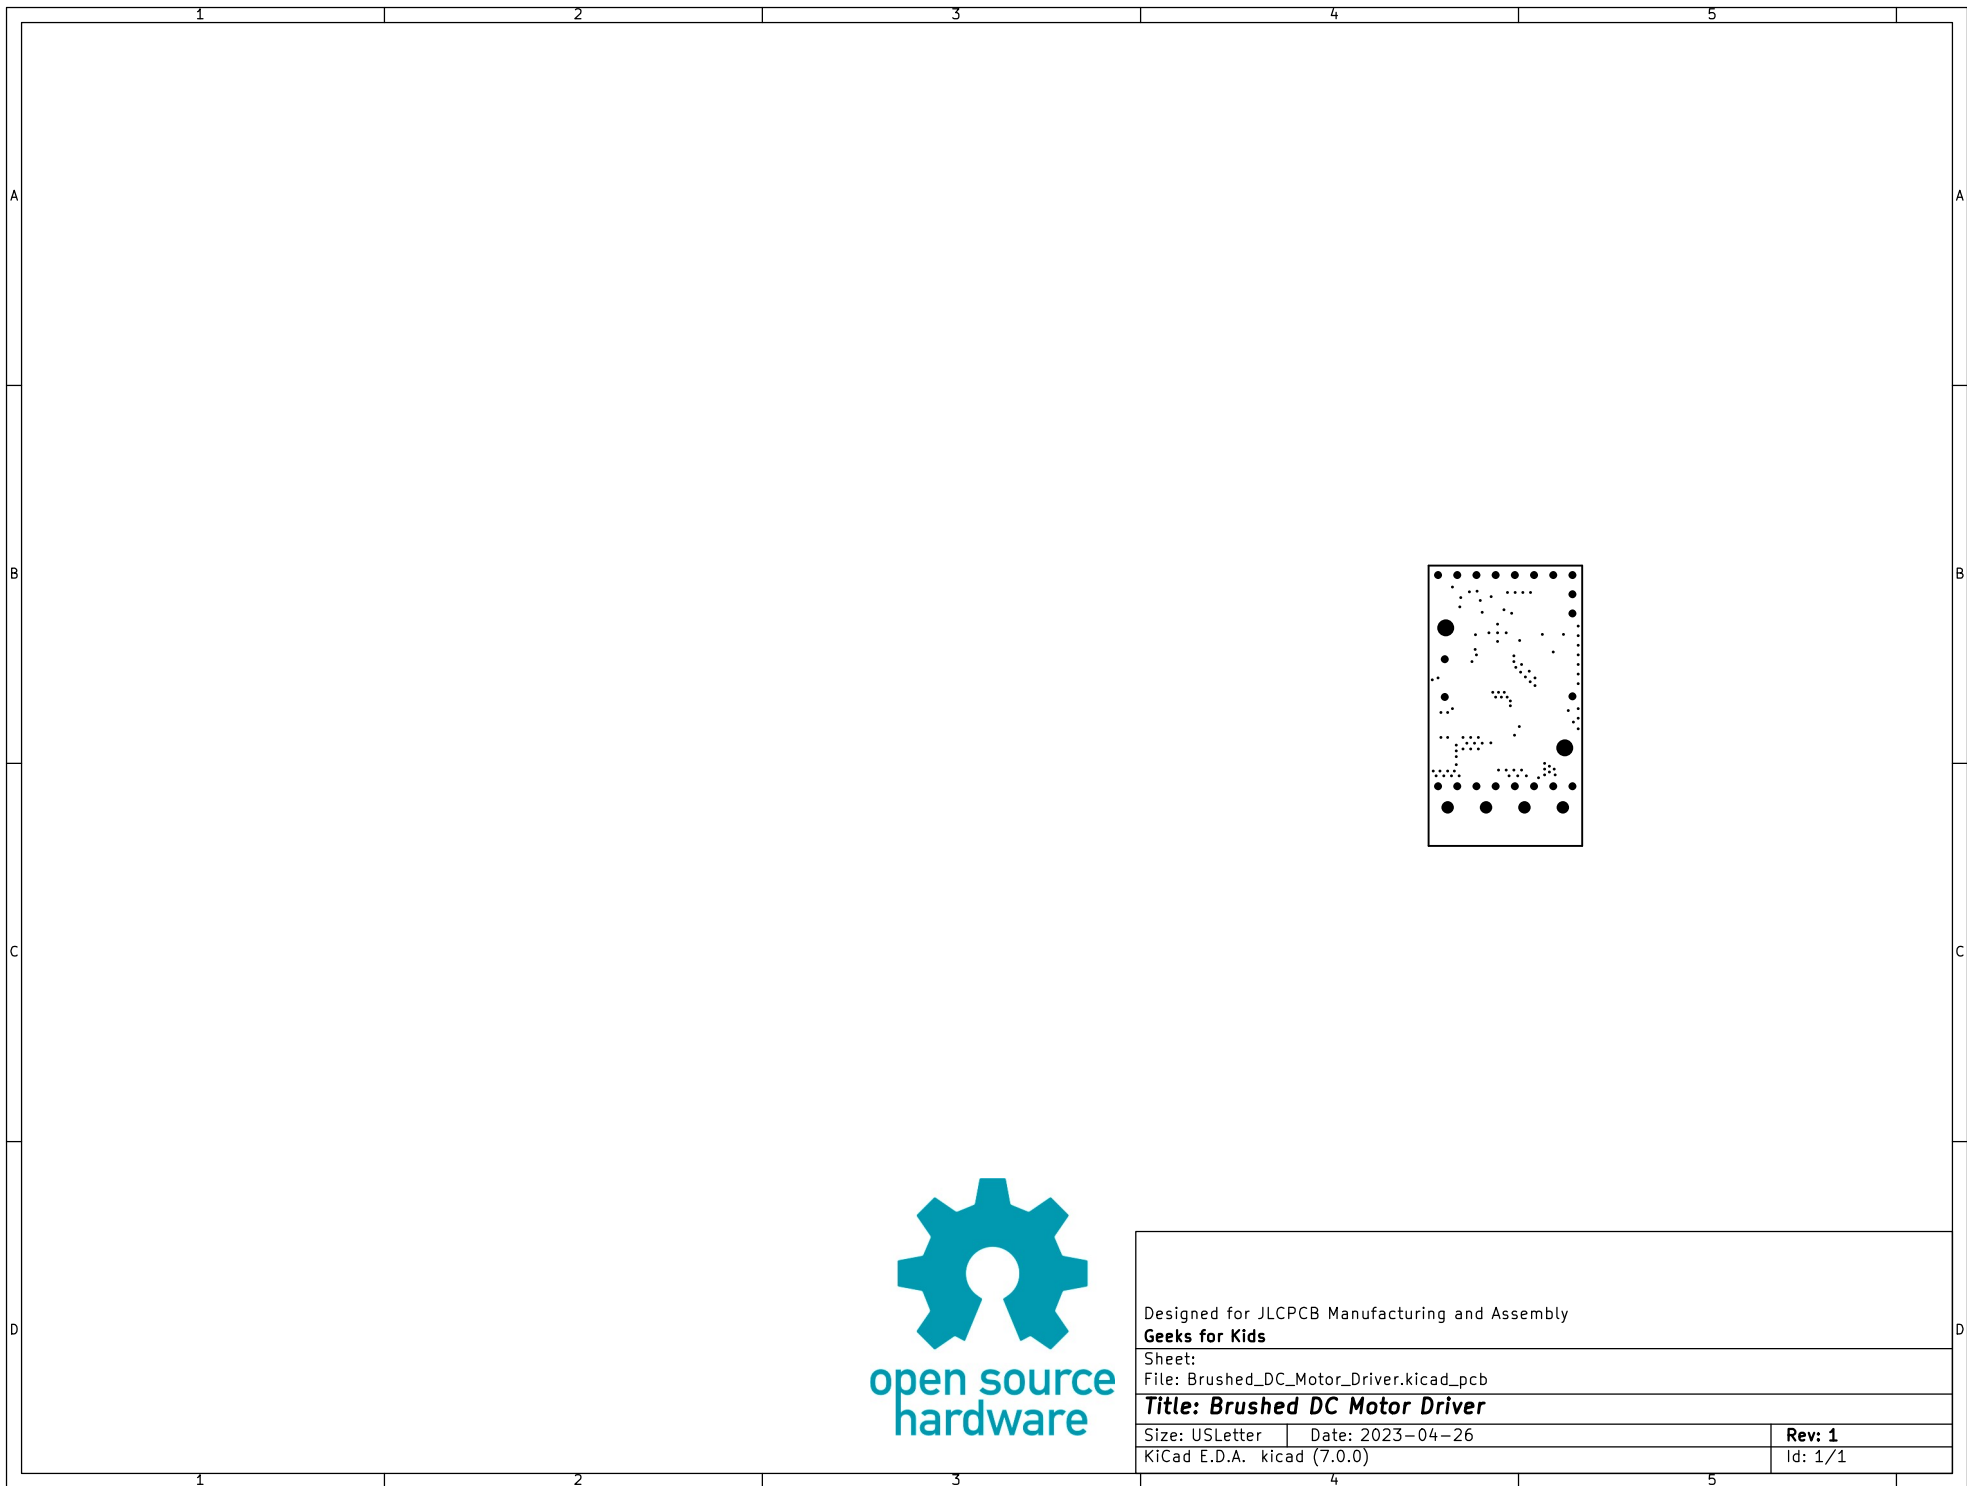 1 2 3 4 5
A A
B B
C C
D D
open source
hardware
Designed for JLCPCB Manufacturing and Assembly
Geeks for Kids
Sheet:
File: Brushed_DC_Motor_Driver.kicad_pcb
Title: Brushed DC Motor Driver
Size: USLetter Date: 2023-04-26 Rev: 1
KiCad E.D.A. kicad (7.0.0) Id: 1/1
1 2 3 4 5